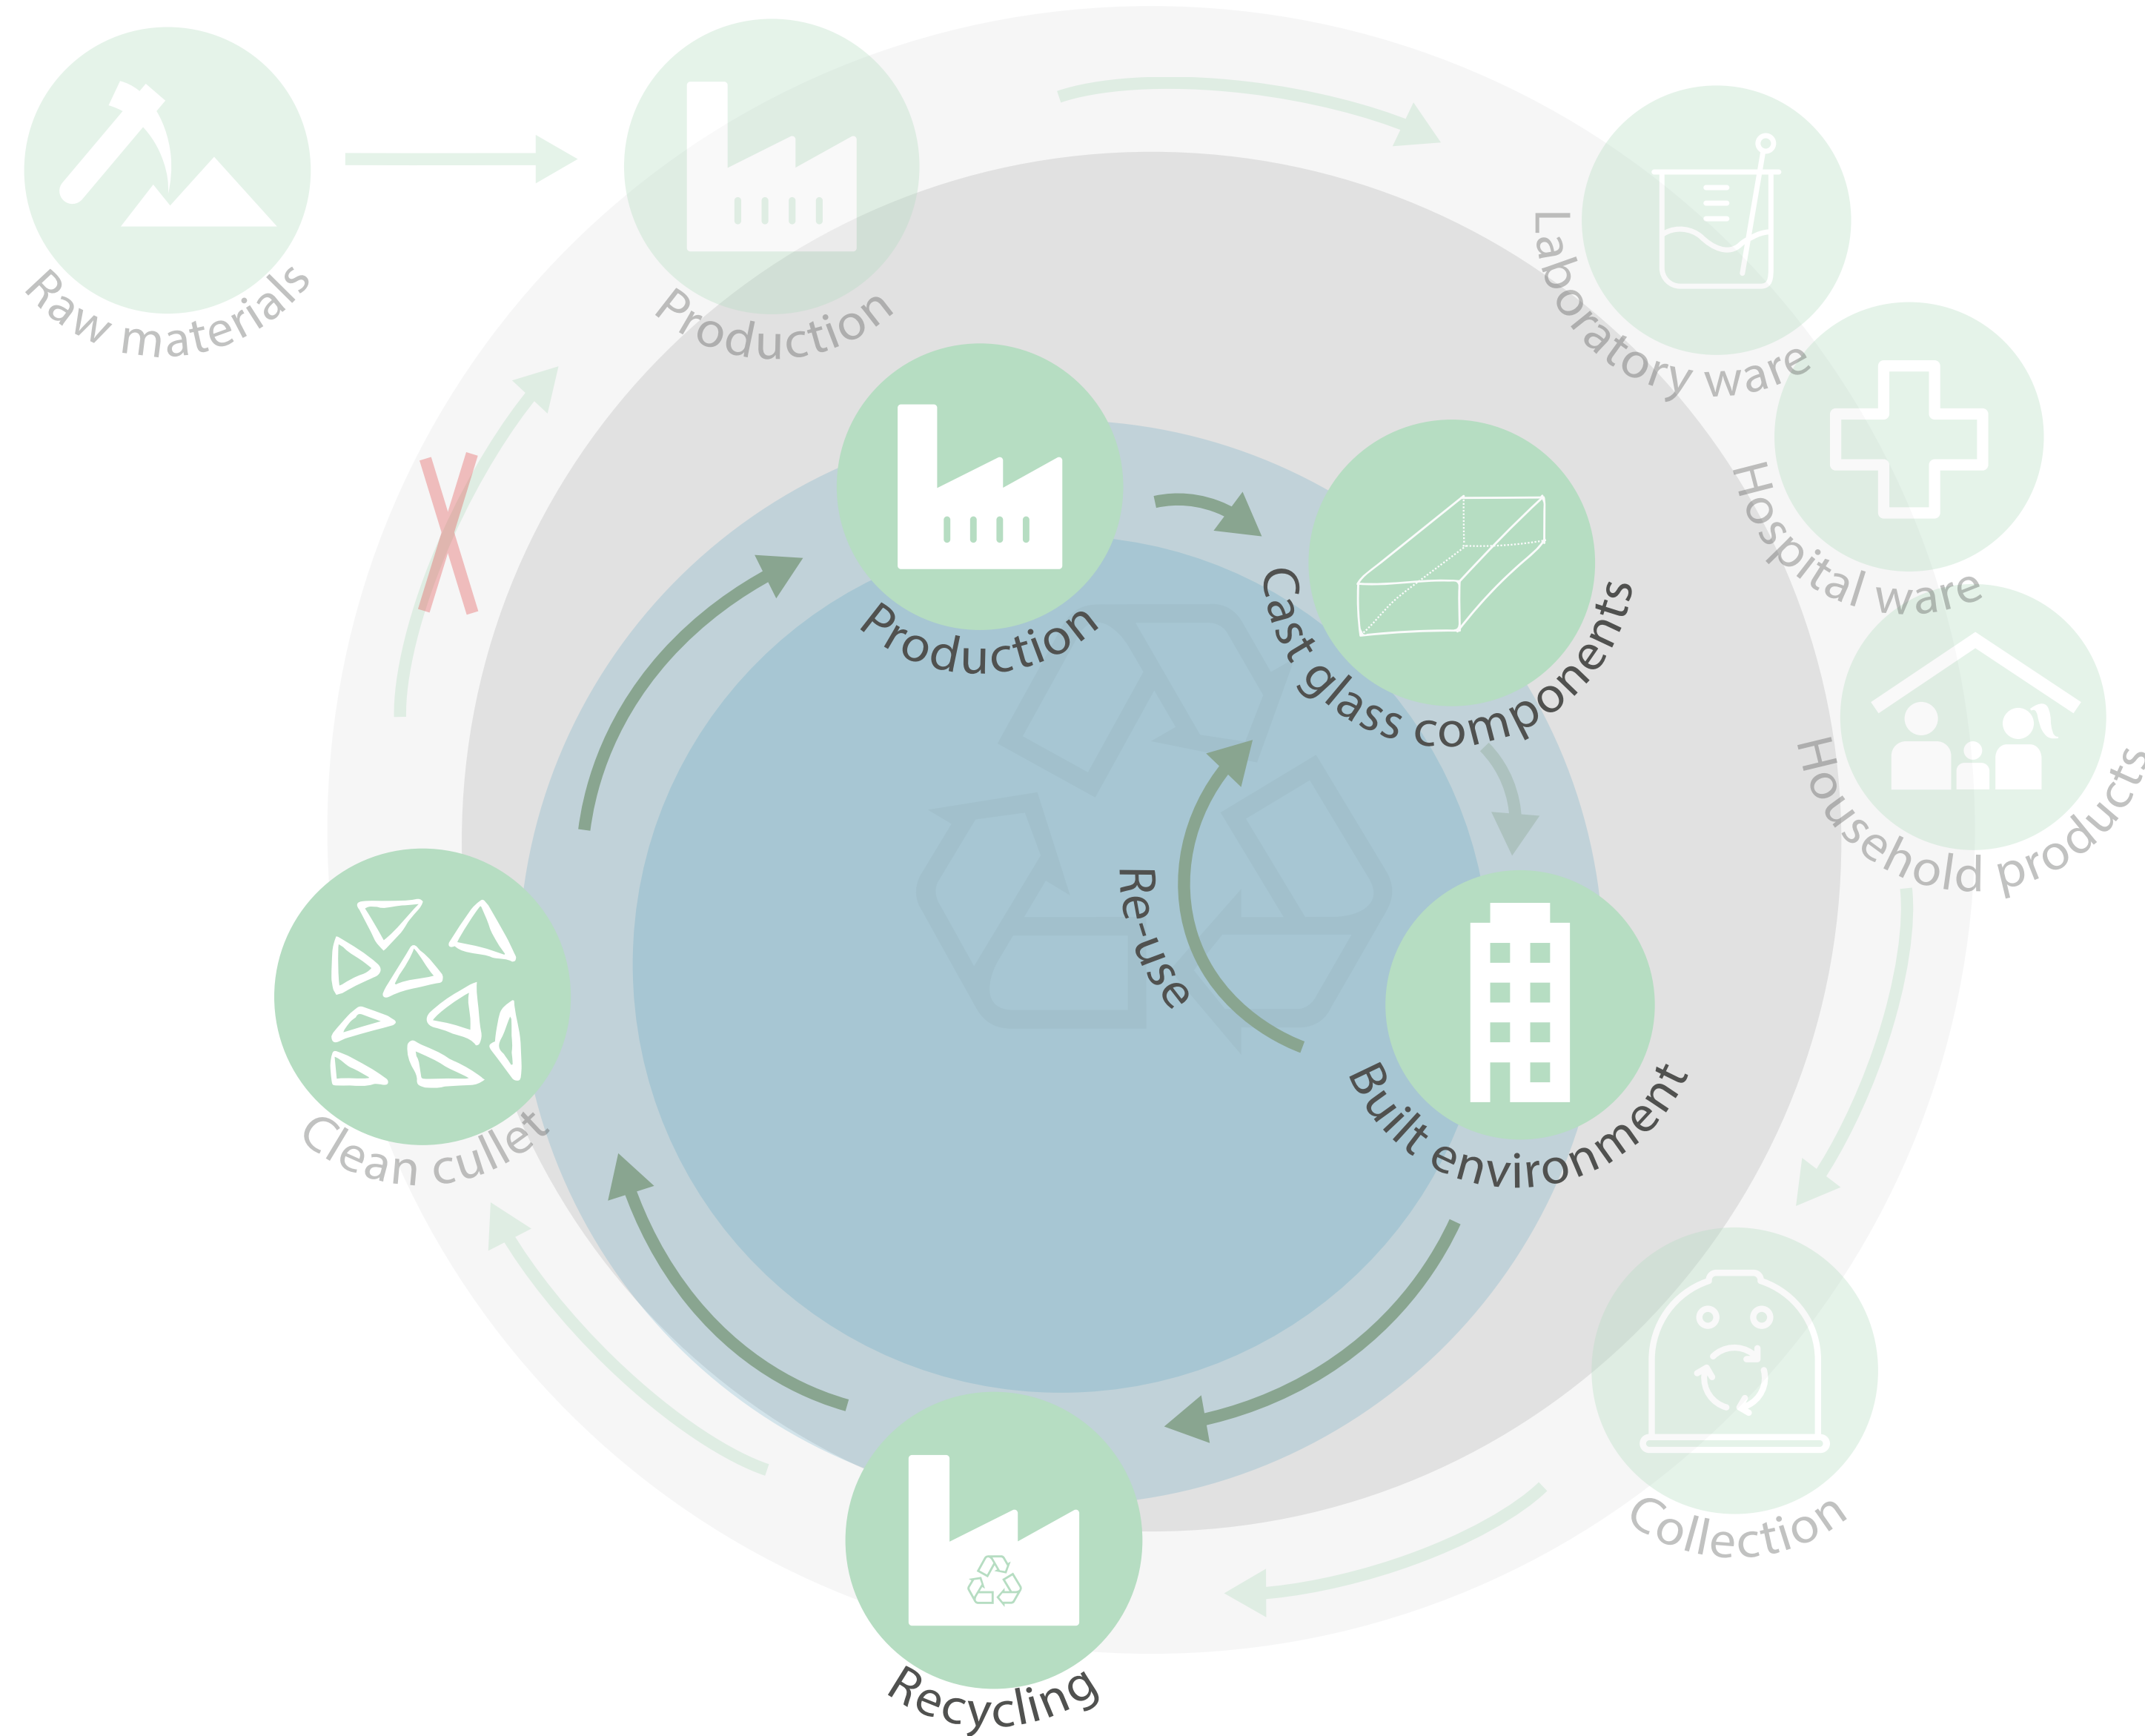 Raw materials
Production
Laboratory ware
Hospital ware
Household products
Production
Cast glass components
Re-use
Built environment
Clean cullet
Collection
Recycling